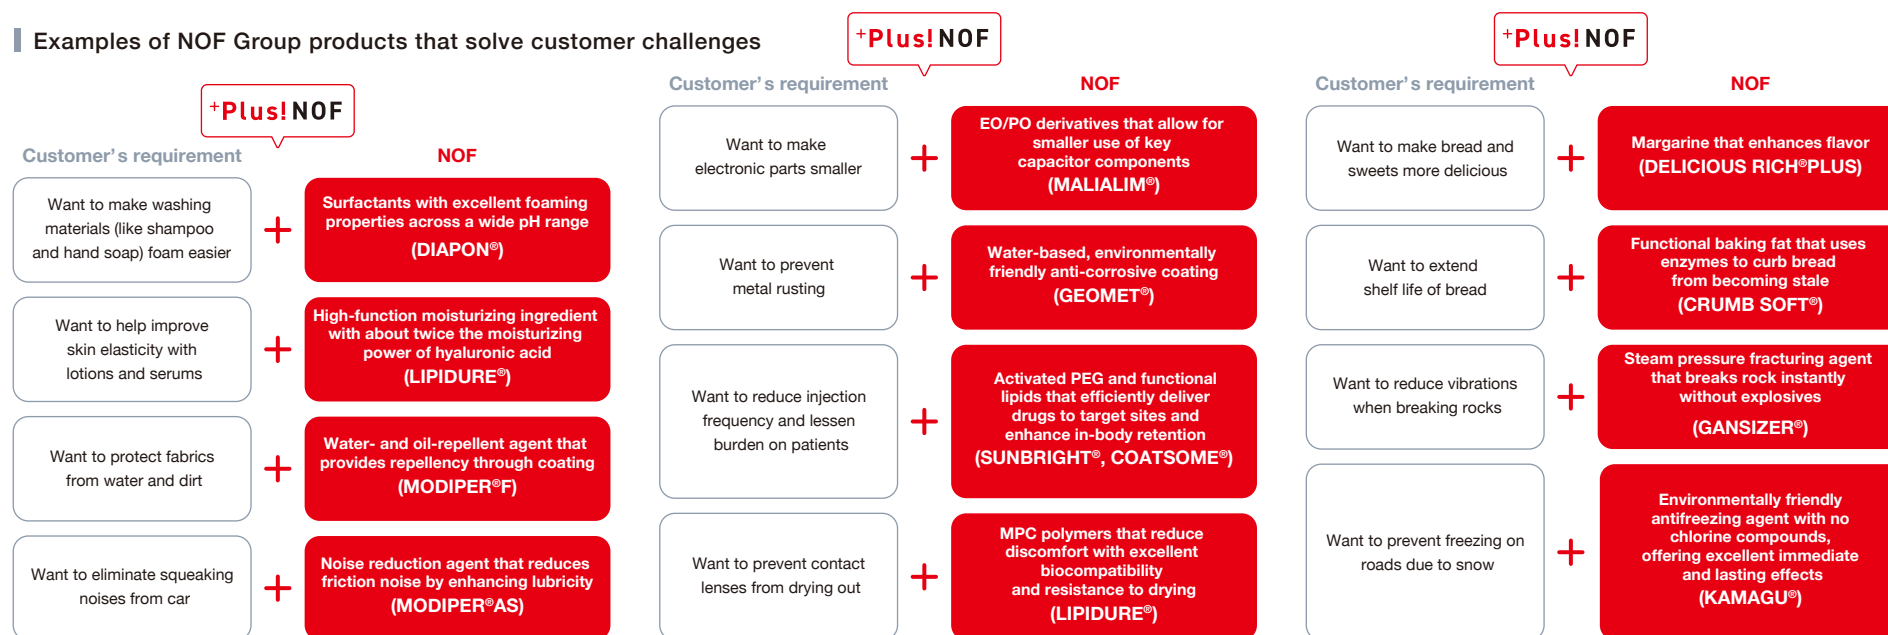 Examples of NOF Group products that solve customer challenges
+Plus! NOF
Customer's requirement
NOF
Want to make washing
materials (like shampoo
and hand soap) foam easier
+
Surfactants with excellent foaming
properties across a wide pH range
(DIAPON®)
Want to help improve
skin elasticity with
lotions and serums
+
High-function moisturizing ingredient
with about twice the moisturizing
power of hyaluronic acid
(LIPIDURE®)
Want to protect fabrics
from water and dirt
+
Water- and oil-repellent agent that
provides repellency through coating
(MODIPER®F)
Want to eliminate squeaking
noises from car
+
Noise reduction agent that reduces
friction noise by enhancing lubricity
(MODIPER®AS)
+Plus! NOF
Customer's requirement
NOF
Want to make
electronic parts smaller
+
EO/PO derivatives that allow for
smaller use of key
capacitor components
(MALIALIM®)
Want to prevent
metal rusting
+
Water-based, environmentally
friendly anti-corrosive coating
(GEOMET®)
Want to reduce injection
frequency and lessen
burden on patients
+
Activated PEG and functional
lipids that efficiently deliver
drugs to target sites and
enhance in-body retention
(SUNBRIGHT®, COATSOME®)
Want to prevent contact
lenses from drying out
+
MPC polymers that reduce
discomfort with excellent
biocompatibility
and resistance to drying
(LIPIDURE®)
+Plus! NOF
Customer's requirement
NOF
Want to make bread and
sweets more delicious
+
Margarine that enhances flavor
(DELICIOUS RICH®PLUS)
Want to extend
shelf life of bread
+
Functional baking fat that uses
enzymes to curb bread
from becoming stale
(CRUMB SOFT®)
Want to reduce vibrations
when breaking rocks
+
Steam pressure fracturing agent
that breaks rock instantly
without explosives
(GANSIZER®)
Want to prevent freezing on
roads due to snow
+
Environmentally friendly
antifreezing agent with no
chlorine compounds,
offering excellent immediate
and lasting effects
(KAMAGU®)